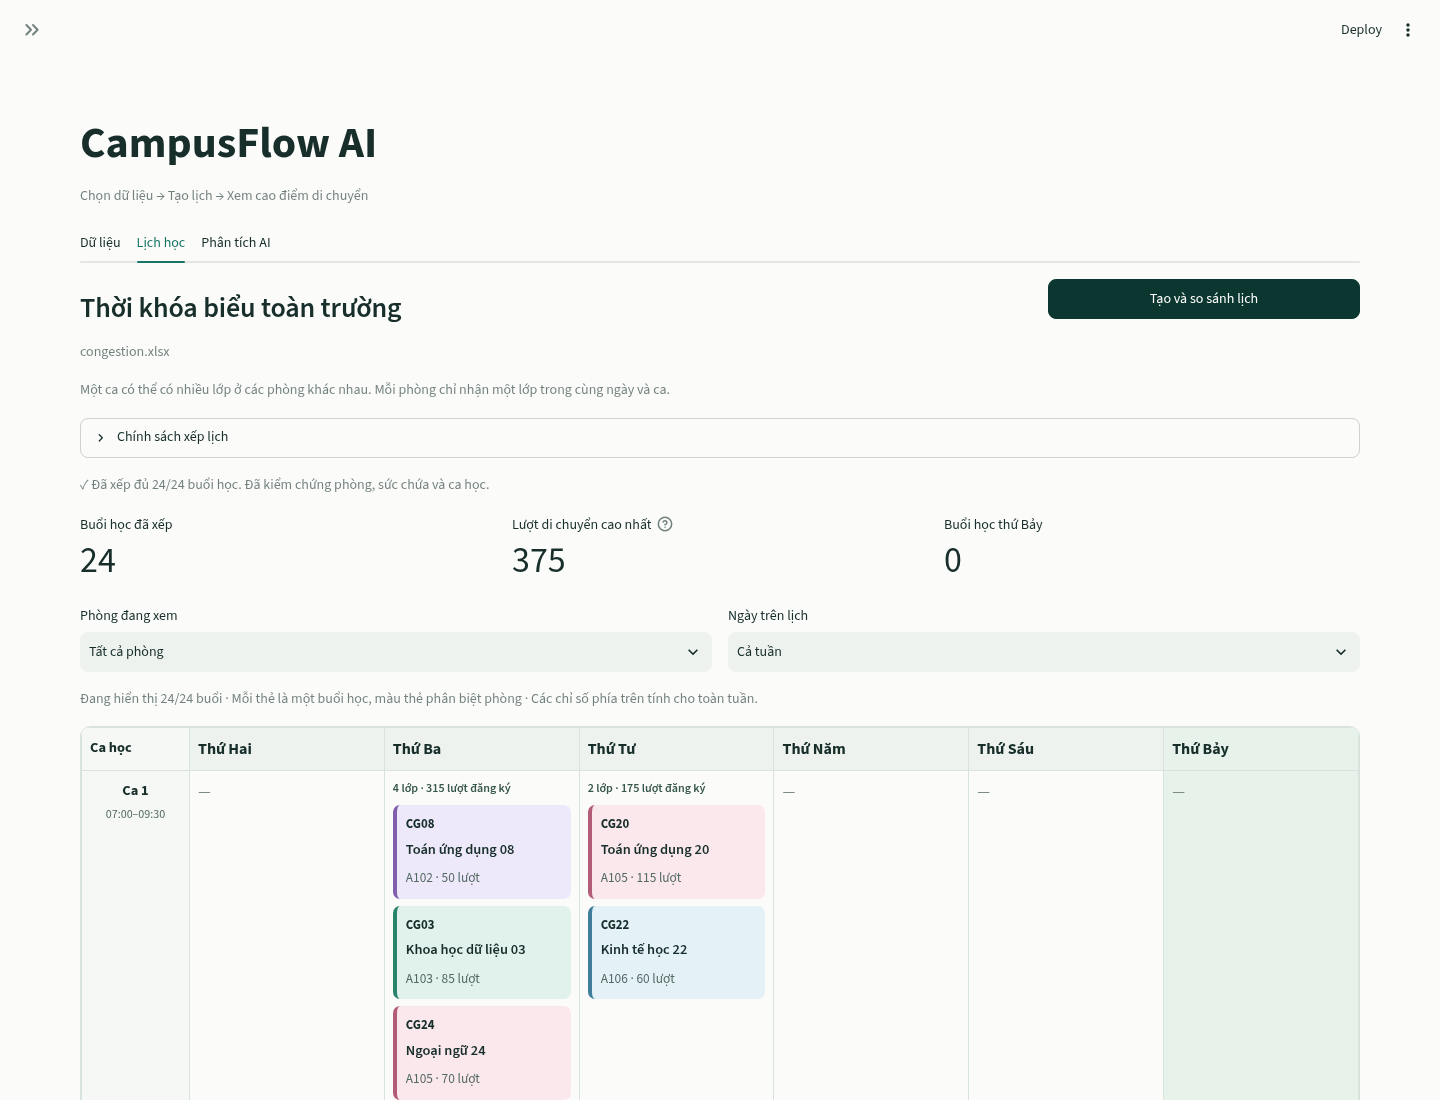 Deploy
CampusFlow AI
Chọn dữ liệu → Tạo lịch → Xem cao điểm di chuyển
Dữ liệu Lịch học Phân tích AI
Thời khóa biểu toàn trường
Tạo và so sánh lịch
congestion.xlsx
Một ca có thể có nhiều lớp ở các phòng khác nhau. Mỗi phòng chỉ nhận một lớp trong cùng ngày và ca.
Chính sách xếp lịch
✓ Đã xếp đủ 24/24 buổi học. Đã kiểm chứng phòng, sức chứa và ca học.
Buổi học đã xếp
24
Lượt di chuyển cao nhất
375
Buổi học thứ Bảy
0
Phòng đang xem
Tất cả phòng
Ngày trên lịch
Cả tuần
Đang hiển thị 24/24 buổi · Mỗi thẻ là một buổi học, màu thẻ phân biệt phòng · Các chỉ số phía trên tính cho toàn tuần.
Ca học Thứ Hai Thứ Ba Thứ Tư Thứ Năm Thứ Sáu Thứ Bảy
Ca 1
07:00–09:30
—
4 lớp · 315 lượt đăng ký
CG08
Toán ứng dụng 08
A102 · 50 lượt
CG03
Khoa học dữ liệu 03
A103 · 85 lượt
CG24
Ngoại ngữ 24
A105 · 70 lượt
2 lớp · 175 lượt đăng ký
CG20
Toán ứng dụng 20
A105 · 115 lượt
CG22
Kinh tế học 22
A106 · 60 lượt
—
—
—